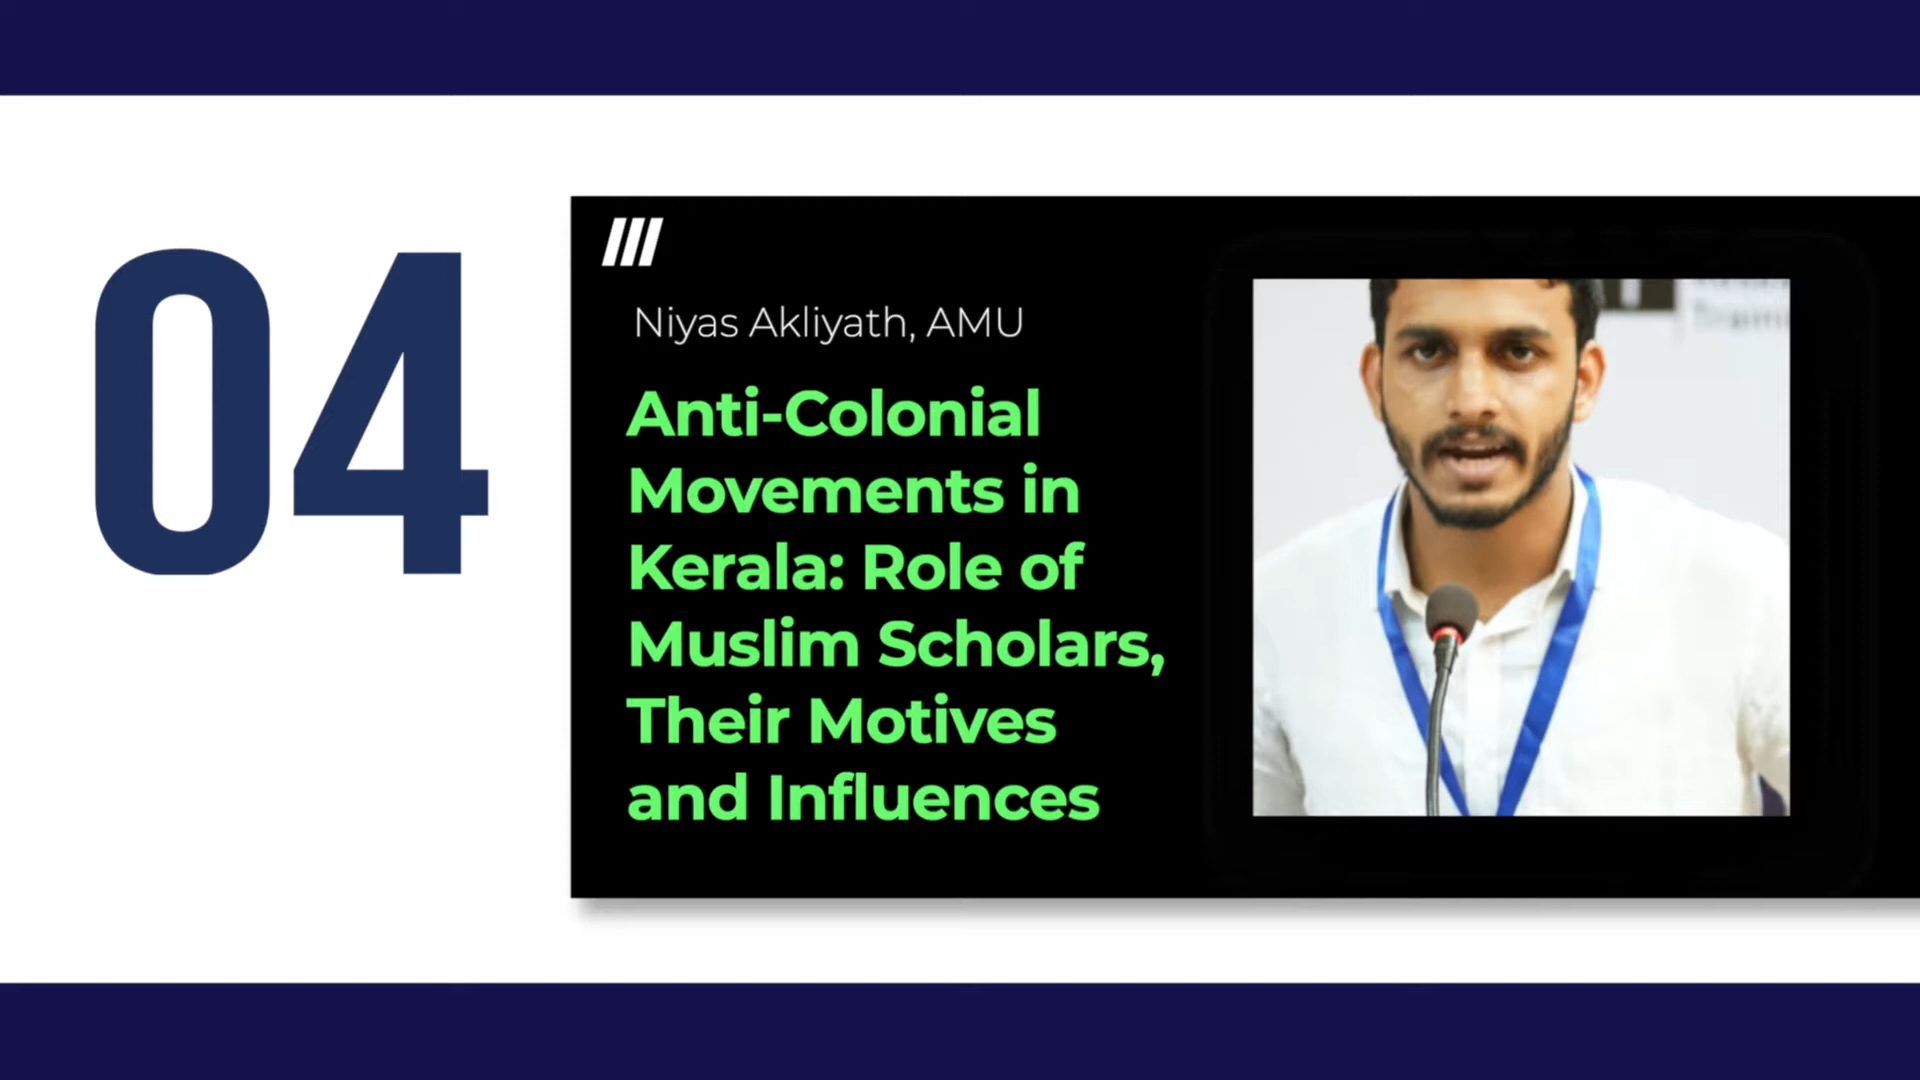 04
Niyas Akliyath, AMU
Anti-Colonial
Movements in
Kerala: Role of
Muslim Scholars,
Their Motives
and Influences